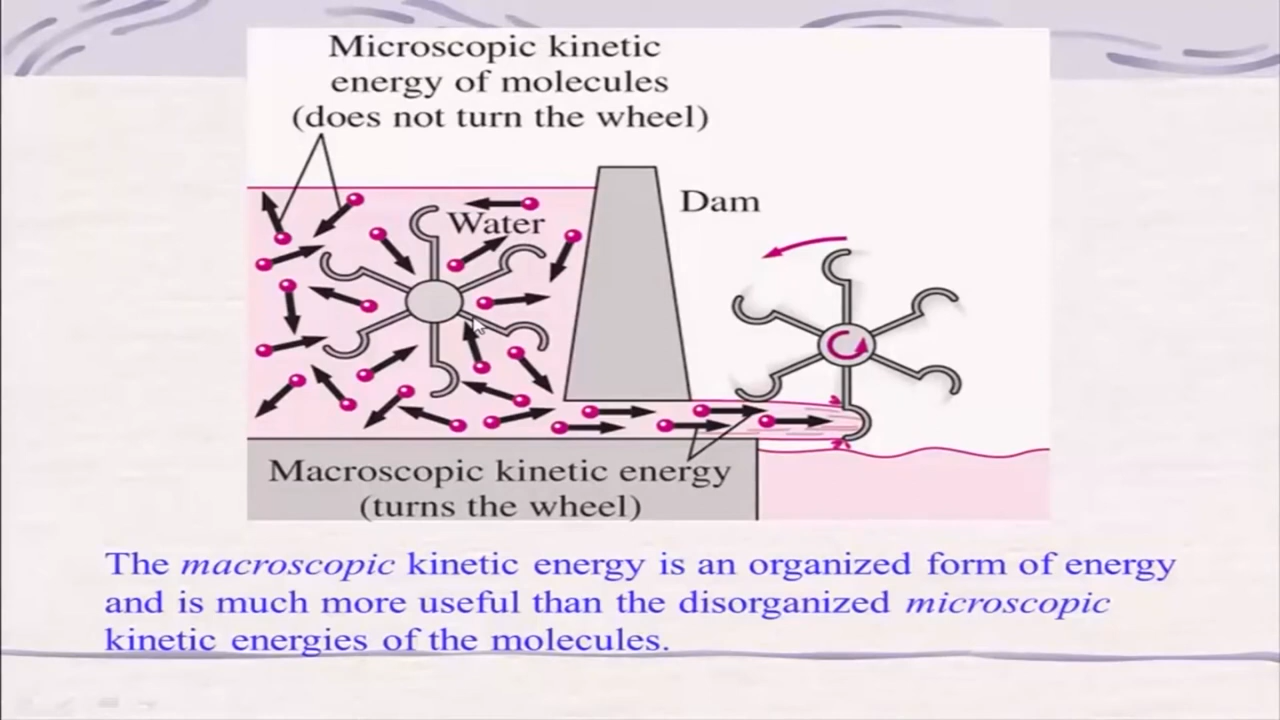 Microscopic kinetic
energy of molecules
(does not turn the wheel)
Water
Dam
Macroscopic kinetic energy
(turns the wheel)
The macroscopic kinetic energy is an organized form of energy
and is much more useful than the disorganized microscopic
kinetic energies of the molecules.